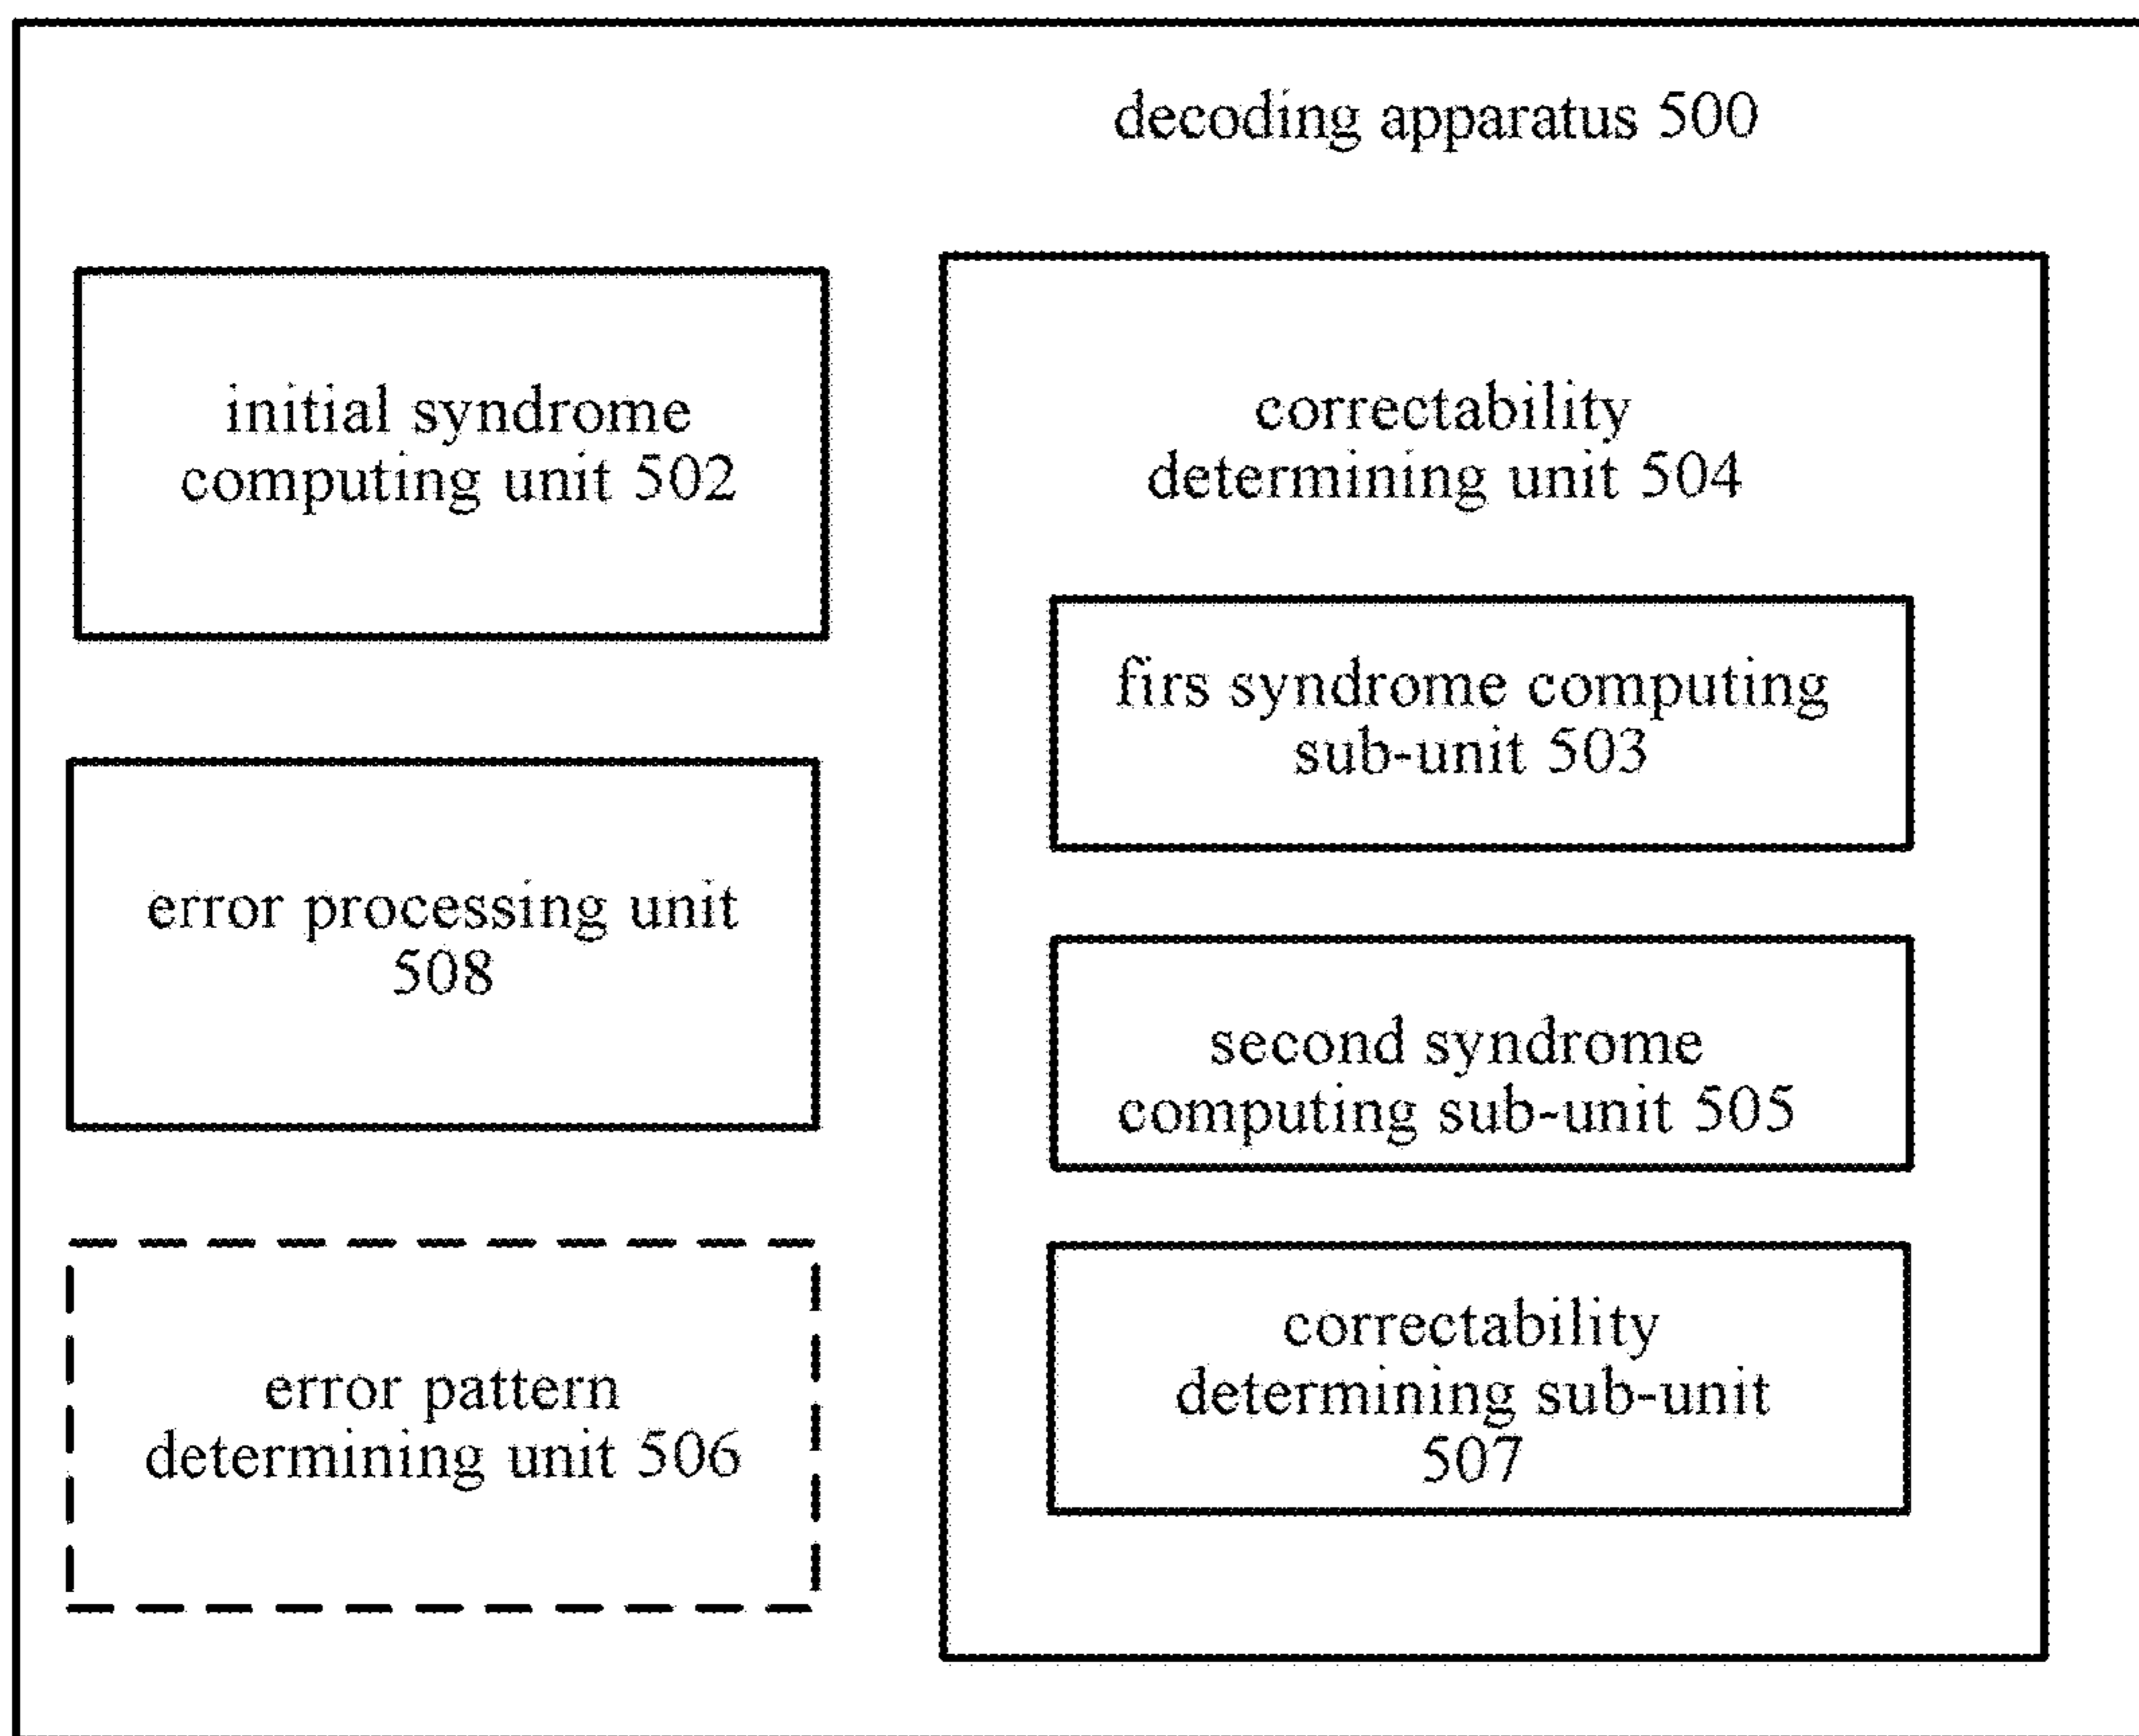 decoding apparatus 500
initial syndrome
computing unit 502
error processing unit
508
error pattern
determining unit 506
correctability
determining unit 504
firs syndrome computing
sub-unit 503
second syndrome
computing sub-unit 505
correctability
determining sub-unit
507